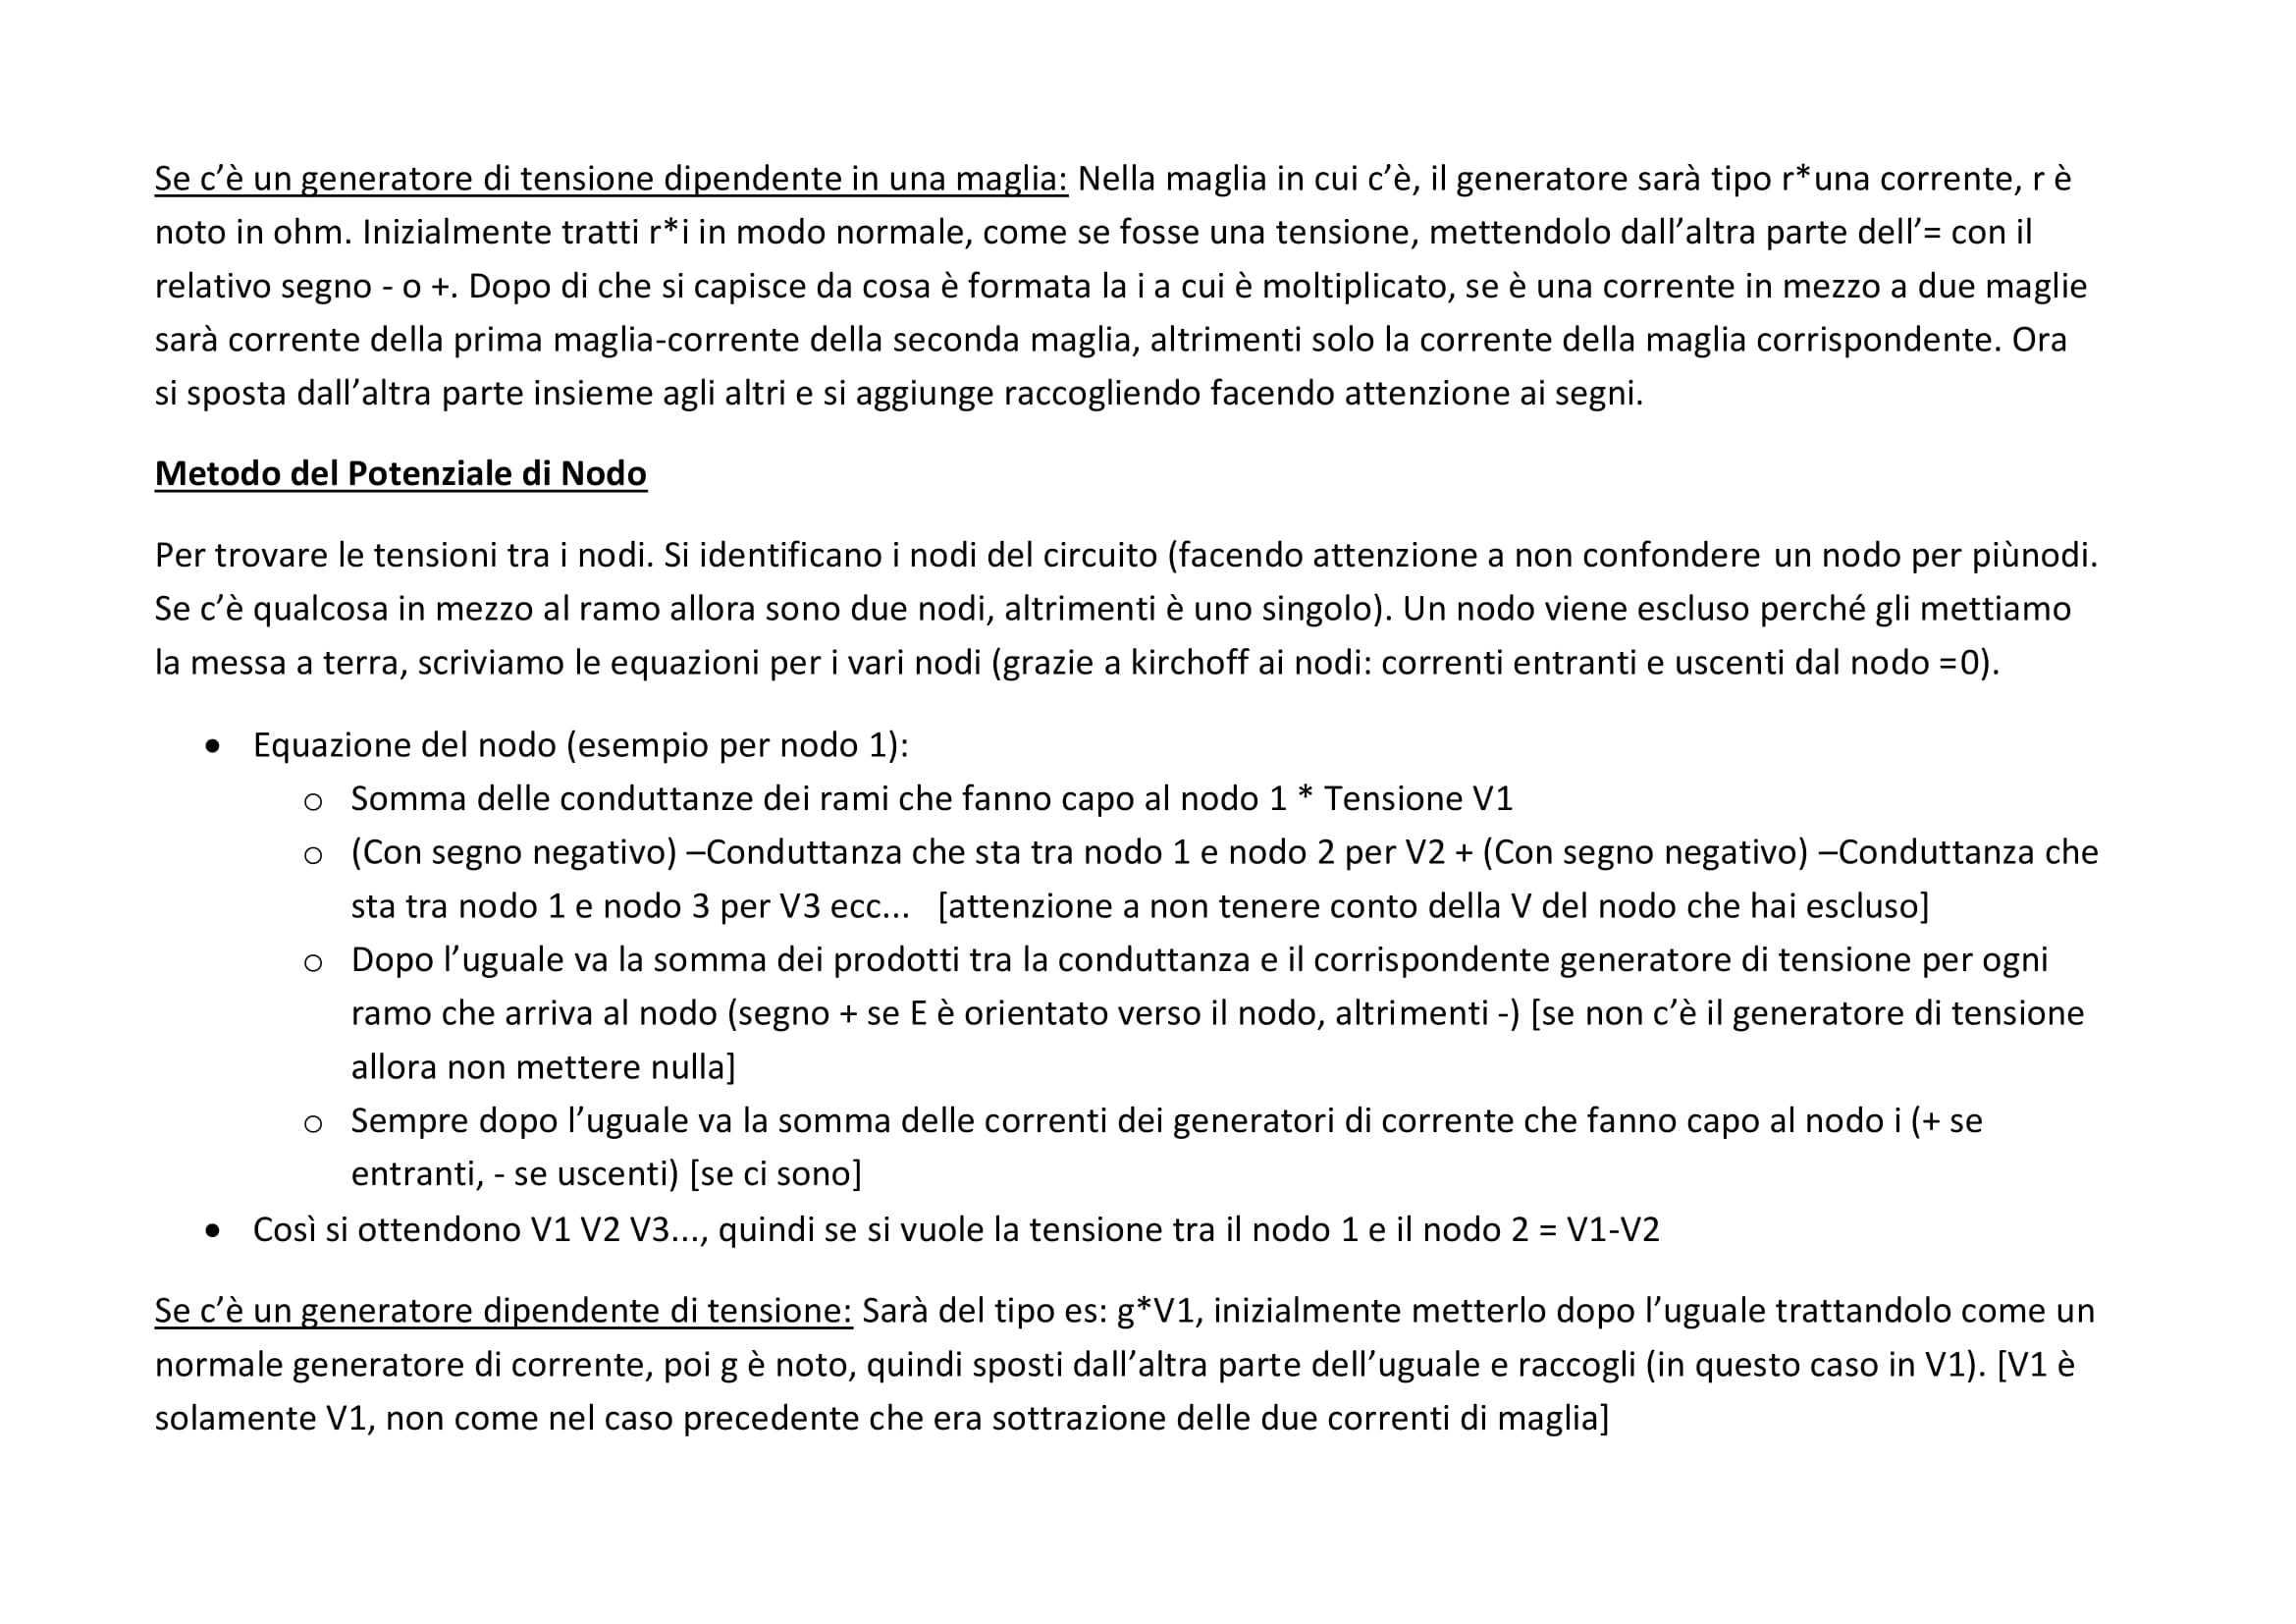 Se c’è un generatore di tensione dipendente in una maglia: Nella maglia in cui c’è, il generatore sarà tipo r*una corrente, r è
noto in ohm. Inizialmente tratti r*i in modo normale, come se fosse una tensione, mettendolo dall’altra parte dell’= con il
relativo segno - o +. Dopo di che si capisce da cosa è formata la i a cui è moltiplicato, se è una corrente in mezzo a due maglie
sarà corrente della prima maglia-corrente della seconda maglia, altrimenti solo la corrente della maglia corrispondente. Ora
si sposta dall’altra parte insieme agli altri e si aggiunge raccogliendo facendo attenzione ai segni.
Metodo del Potenziale di Nodo
Per trovare le tensioni tra i nodi. Si identificano i nodi del circuito (facendo attenzione a non confondere un nodo per piùnodi.
Se c’è qualcosa in mezzo al ramo allora sono due nodi, altrimenti è uno singolo). Un nodo viene escluso perché gli mettiamo
la messa a terra, scriviamo le equazioni per i vari nodi (grazie a kirchoff ai nodi: correnti entranti e uscenti dal nodo =0).
• Equazione del nodo (esempio per nodo 1):
o Somma delle conduttanze dei rami che fanno capo al nodo 1 * Tensione V1
o (Con segno negativo) –Conduttanza che sta tra nodo 1 e nodo 2 per V2 + (Con segno negativo) –Conduttanza che
sta tra nodo 1 e nodo 3 per V3 ecc... [attenzione a non tenere conto della V del nodo che hai escluso]
o Dopo l’uguale va la somma dei prodotti tra la conduttanza e il corrispondente generatore di tensione per ogni
ramo che arriva al nodo (segno + se E è orientato verso il nodo, altrimenti -) [se non c’è il generatore di tensione
allora non mettere nulla]
o Sempre dopo l’uguale va la somma delle correnti dei generatori di corrente che fanno capo al nodo i (+ se
entranti, - se uscenti) [se ci sono]
• Così si ottendono V1 V2 V3..., quindi se si vuole la tensione tra il nodo 1 e il nodo 2 = V1-V2
Se c’è un generatore dipendente di tensione: Sarà del tipo es: g*V1, inizialmente metterlo dopo l’uguale trattandolo come un
normale generatore di corrente, poi g è noto, quindi sposti dall’altra parte dell’uguale e raccogli (in questo caso in V1). [V1 è
solamente V1, non come nel caso precedente che era sottrazione delle due correnti di maglia]